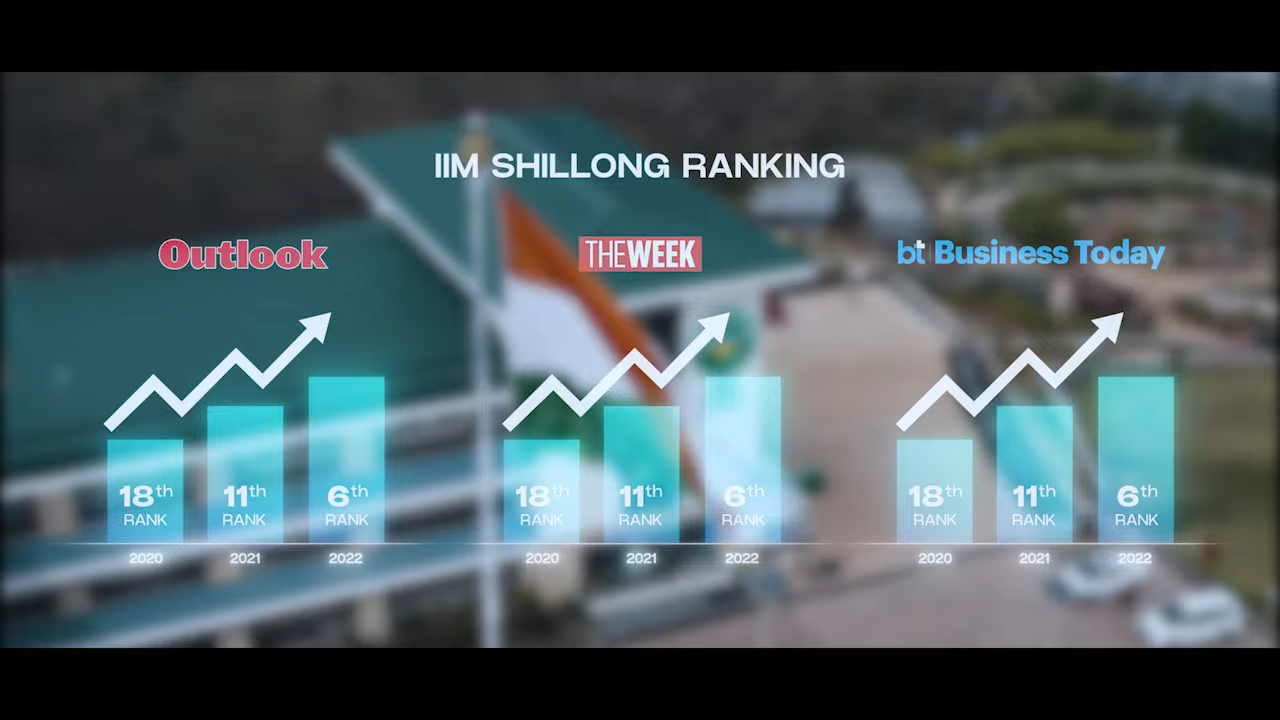 IIM SHILLONG RANKING
Outlook
18th
RANK
2020
11th
RANK
2021
6th
RANK
2022
THE WEEK
18th
RANK
2020
11th
RANK
2021
6th
RANK
2022
bt Business Today
18th
RANK
2020
11th
RANK
2021
6th
RANK
2022